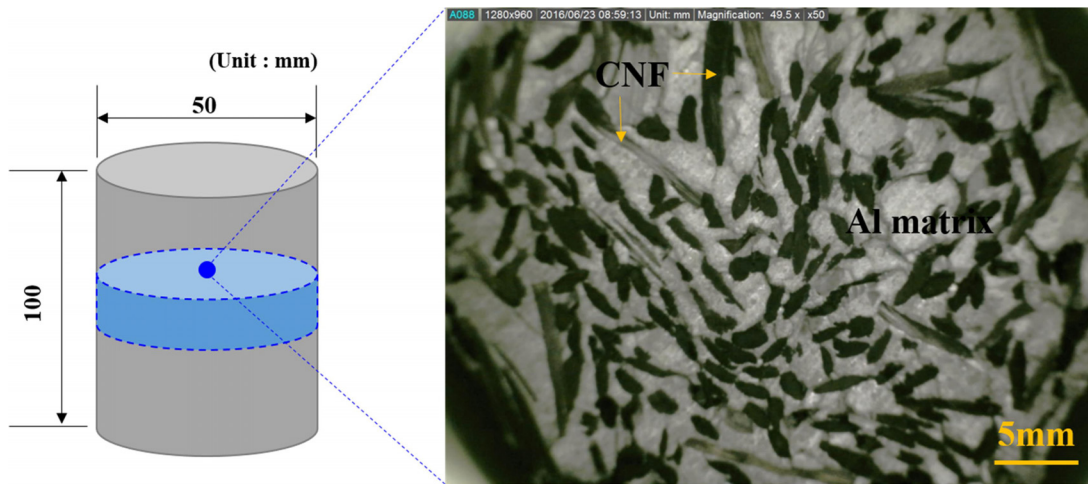 (Unit : mm)
50
100
A088 1280x960 2016/06/23 08:59:13 Unit: mm Magnification: 49.5 x x50
CNF
Al matrix
5mm